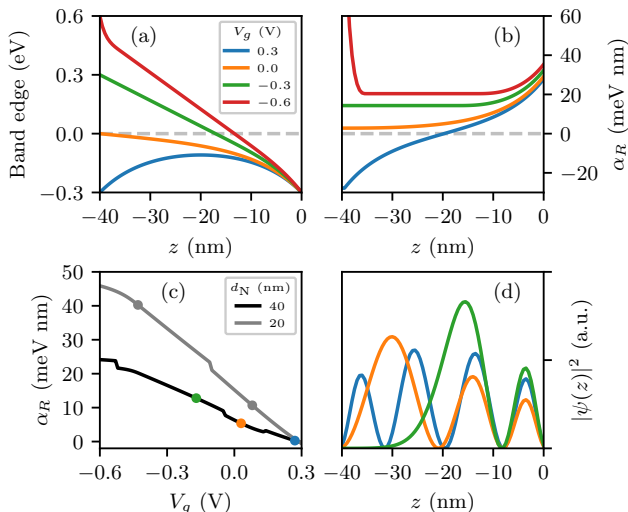 0.6
0.3
0.0
−0.3
Band edge (eV)
(a)
V_g (V)
0.3
0.0
−0.3
−0.6
−40 −30 −20 −10 0
z (nm)
(b)
60
40
20
0
−20
α_R (meV nm)
−40 −30 −20 −10 0
z (nm)
50
40
30
20
10
0
α_R (meV nm)
(c)
d_N (nm)
40
20
−0.6 −0.3 0.0 0.3
V_g (V)
(d)
|ψ(z)|² (a.u.)
−40 −30 −20 −10 0
z (nm)